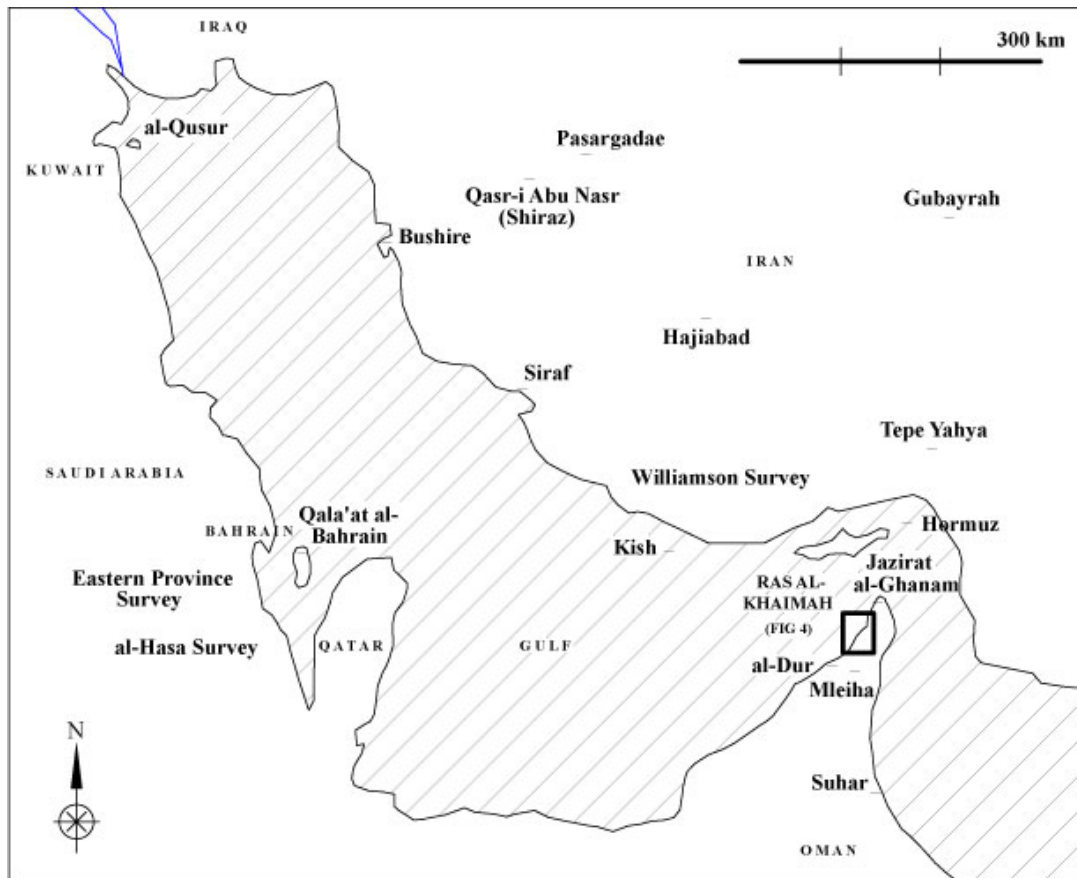 IRAQ
300 km
al-Qusur
Pasargadae
KUWAIT
Qasr-i Abu Nasr
(Shiraz)
Gubayrah
Bushire
IRAN
Hajiabad
Siraf
Tepe Yahya
SAUDI ARABIA
Williamson Survey
Qala'at al-
Bahrain
BAHRAIN
Hormuz
Kish
Jazirat
al-Ghanam
Eastern Province
Survey
RAS AL-
KHAIMAH
(FIG 4)
al-Hasa Survey
QATAR
GULF
al-Dur
Mleiha
N
Suhar
OMAN